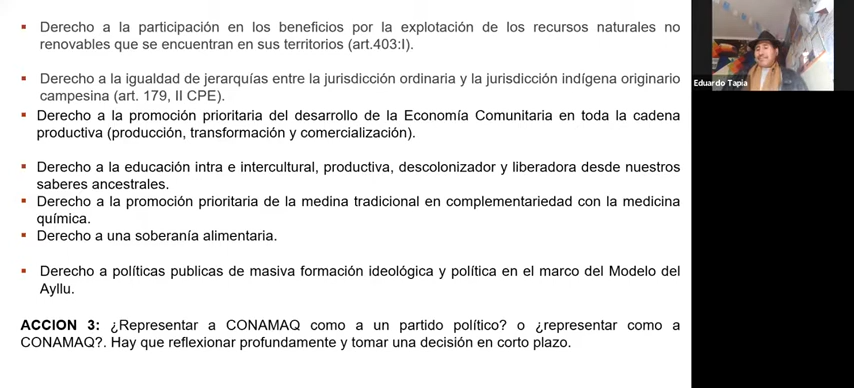 ▪ Derecho a la participación en los beneficios por la explotación de los recursos naturales no
renovables que se encuentran en sus territorios (art.403:I).
▪ Derecho a la igualdad de jerarquías entre la jurisdicción ordinaria y la jurisdicción indígena originario
campesina (art. 179, II CPE).
▪ Derecho a la promoción prioritaria del desarrollo de la Economía Comunitaria en toda la cadena
productiva (producción, transformación y comercialización).
▪ Derecho a la educación intra e intercultural, productiva, descolonizador y liberadora desde nuestros
saberes ancestrales.
▪ Derecho a la promoción prioritaria de la medina tradicional en complementariedad con la medicina
química.
▪ Derecho a una soberanía alimentaria.
▪ Derecho a políticas publicas de masiva formación ideológica y política en el marco del Modelo del
Ayllu.
ACCION 3: ¿Representar a CONAMAQ como a un partido político? o ¿representar como a
CONAMAQ?. Hay que reflexionar profundamente y tomar una decisión en corto plazo.
Eduardo Tapia